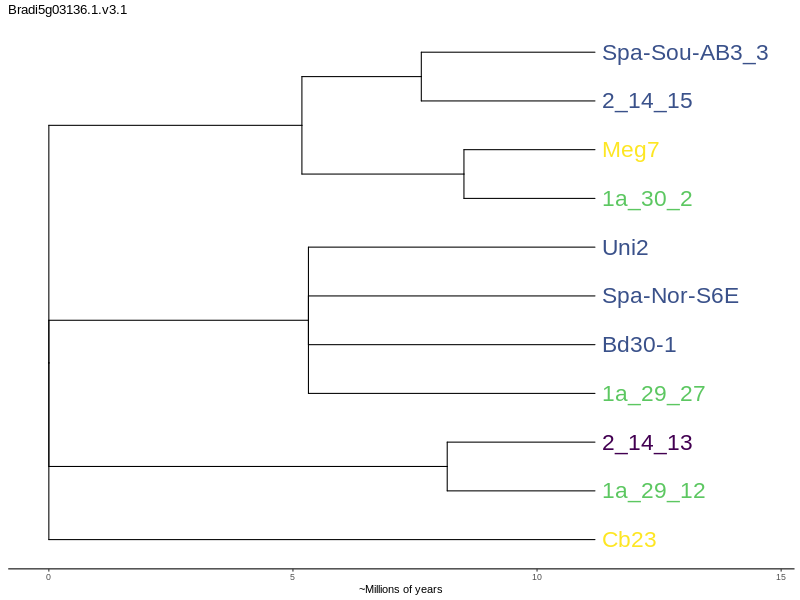 Bradi5g03136.1.v3.1
Spa-Sou-AB3_3
2_14_15
Meg7
1a_30_2
Uni2
Spa-Nor-S6E
Bd30-1
1a_29_27
2_14_13
1a_29_12
Cb23
0 5 10 15
~Millions of years